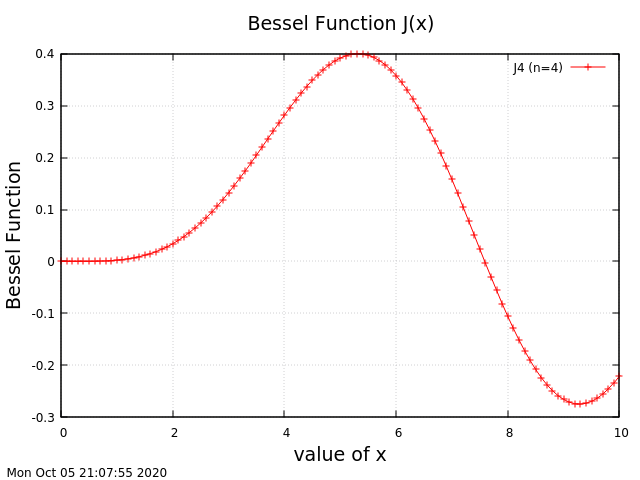 Bessel Function J(x)
J4 (n=4)
0.4
0.3
0.2
0.1
0
-0.1
-0.2
-0.3
Bessel Function
0 2 4 6 8 10
value of x
Mon Oct 05 21:07:55 2020